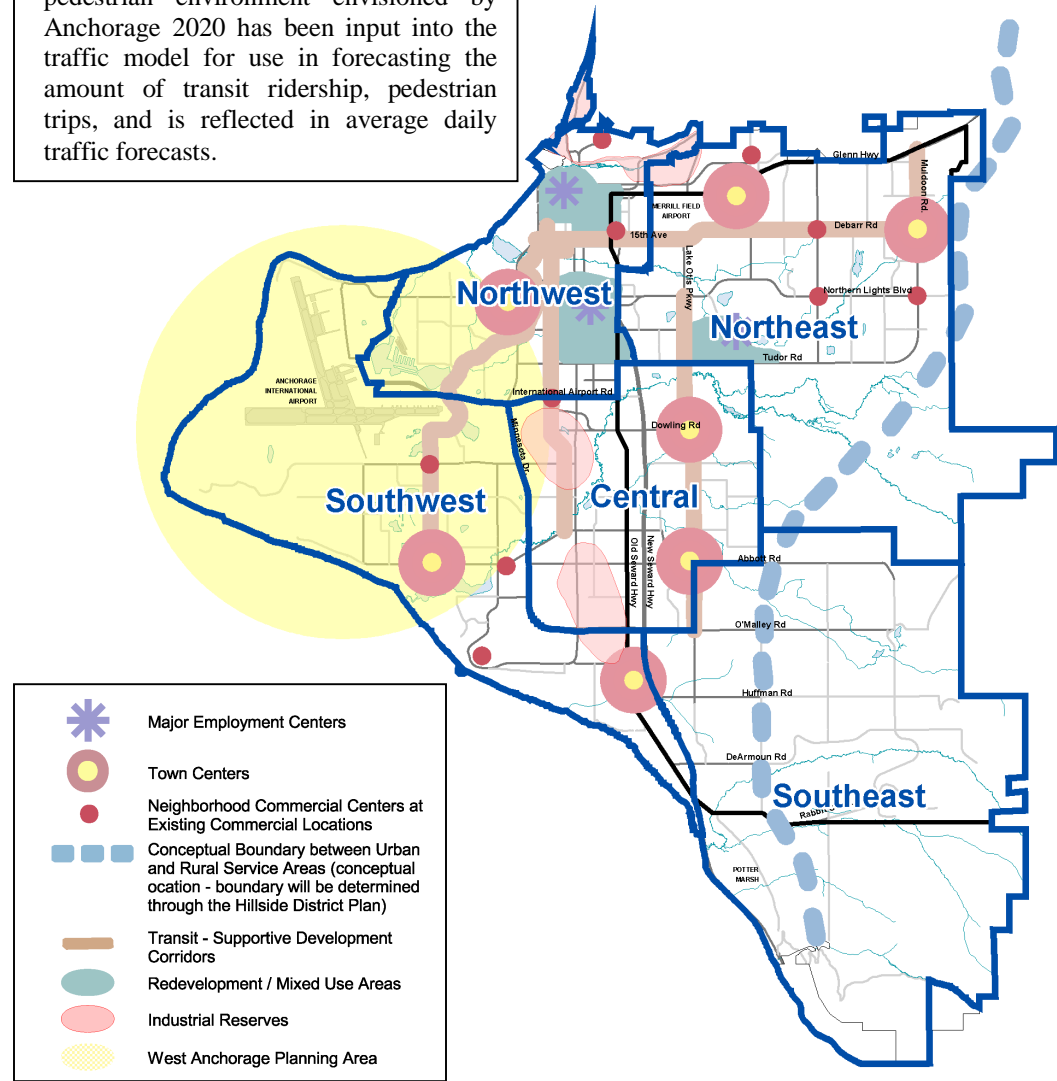 pedestrian environment envisioned by
Anchorage 2020 has been input into the
traffic model for use in forecasting the
amount of transit ridership, pedestrian
trips, and is reflected in average daily
traffic forecasts.
Glenn Hwy
Muldoon Rd.
MERRILL FIELD
AIRPORT
15th Ave
Debarr Rd
Lake Otis Pkwy
Northwest
Northern Lights Blvd
Northeast
Tudor Rd
ANCHORAGE
INTERNATIONAL
AIRPORT
International Airport Rd
Minnesota Dr.
Dowling Rd
Southwest
Central
Old Seward Hwy
New Seward Hwy
Abbott Rd
O'Malley Rd
Huffman Rd
DeArmoun Rd
Southeast
Rabbit
POTTER
MARSH
Major Employment Centers
Town Centers
Neighborhood Commercial Centers at
Existing Commercial Locations
Conceptual Boundary between Urban
and Rural Service Areas (conceptual
ocation - boundary will be determined
through the Hillside District Plan)
Transit - Supportive Development
Corridors
Redevelopment / Mixed Use Areas
Industrial Reserves
West Anchorage Planning Area